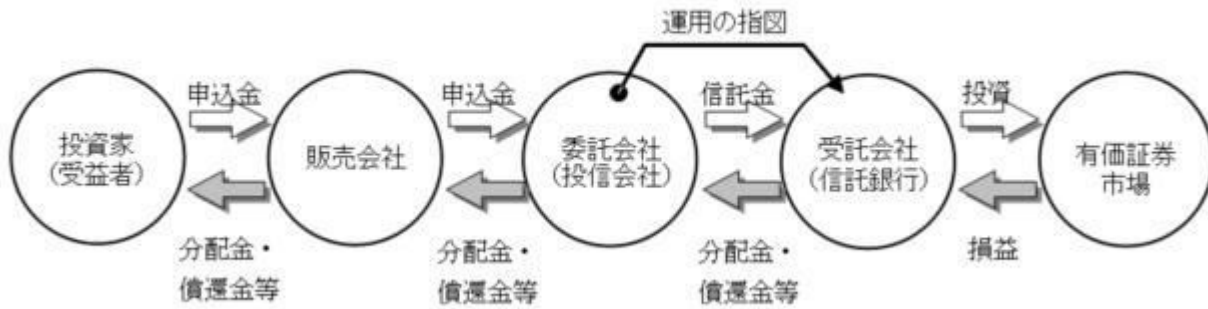 運用の指図
申込金
申込金
信託金
投資
投資家
(受益者)
販売会社
委託会社
(投信会社)
受託会社
(信託銀行)
有価証券
市場
分配金・
償還金等
分配金・
償還金等
分配金・
償還金等
損益